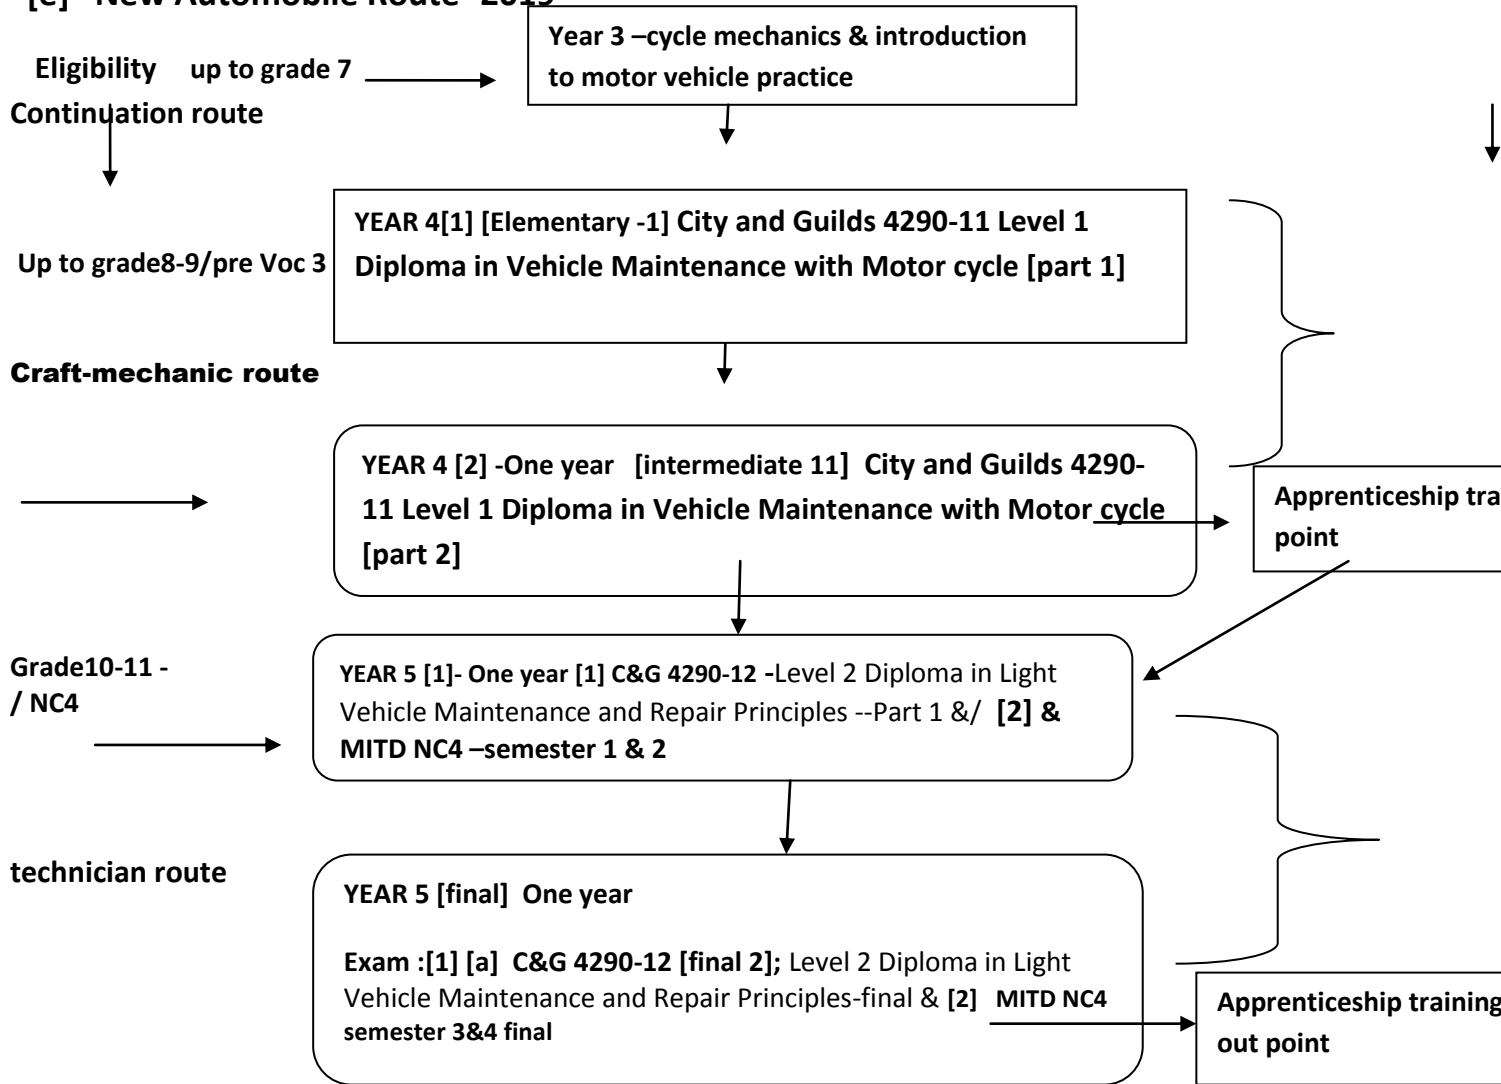 [e] New Automobile Route 2019
Year 3 –cycle mechanics & introduction
to motor vehicle practice
Eligibility up to grade 7
Continuation route
YEAR 4[1] [Elementary -1] City and Guilds 4290-11 Level 1
Diploma in Vehicle Maintenance with Motor cycle [part 1]
Up to grade8-9/pre Voc 3
Craft-mechanic route
YEAR 4 [2] -One year [intermediate 11] City and Guilds 4290-
11 Level 1 Diploma in Vehicle Maintenance with Motor cycle
[part 2]
Apprenticeship tra
point
Grade10-11 -
/ NC4
YEAR 5 [1]- One year [1] C&G 4290-12 -Level 2 Diploma in Light
Vehicle Maintenance and Repair Principles --Part 1 &/ [2] &
MITD NC4 –semester 1 & 2
technician route
YEAR 5 [final] One year
Exam :[1] [a] C&G 4290-12 [final 2]; Level 2 Diploma in Light
Vehicle Maintenance and Repair Principles-final & [2] MITD NC4
semester 3&4 final
Apprenticeship training
out point